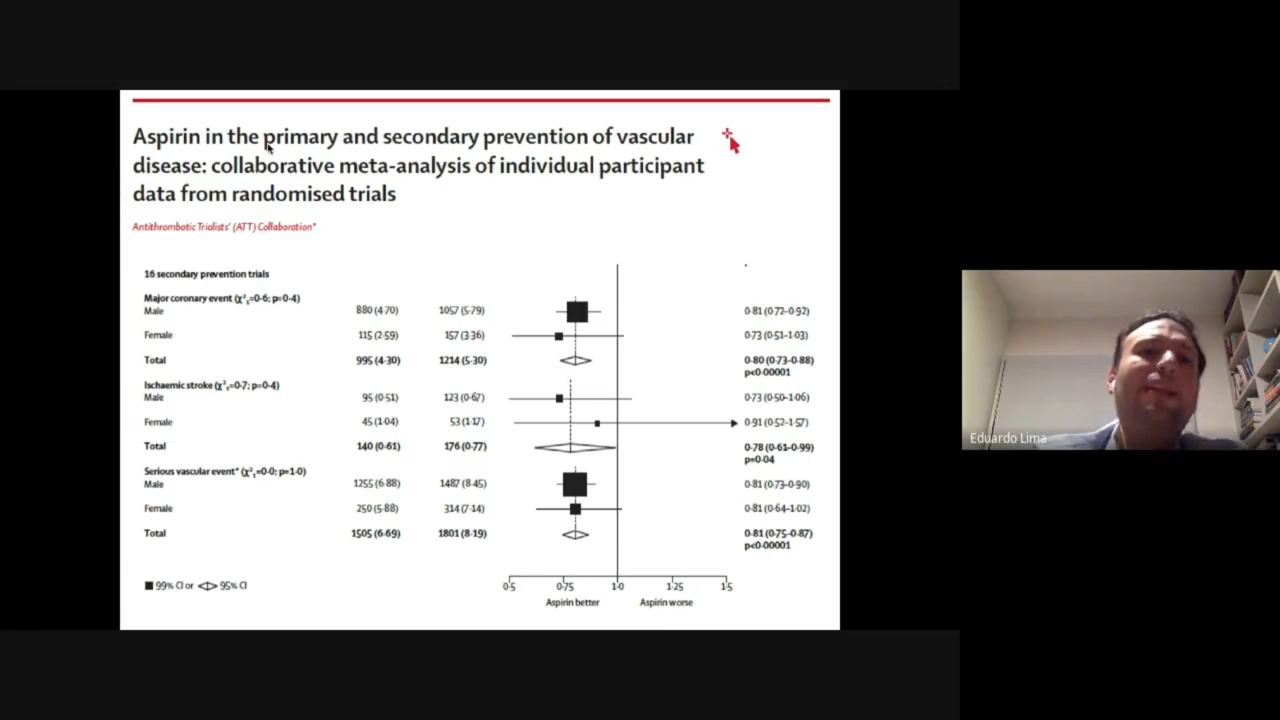 Aspirin in the primary and secondary prevention of vascular
disease: collaborative meta-analysis of individual participant
data from randomised trials
Antithrombotic Trialists' (ATT) Collaboration*
16 secondary prevention trials
Major coronary event (χ²₁=0·6; p=0·4)
Male 880 (4·70) 1057 (5·79) 0·81 (0·72–0·92)
Female 115 (2·59) 157 (3·36) 0·73 (0·51–1·03)
Total 995 (4·30) 1214 (5·30) 0·80 (0·73–0·88)
p<0·00001
Ischaemic stroke (χ²₁=0·7; p=0·4)
Male 95 (0·51) 123 (0·67) 0·73 (0·50–1·06)
Female 45 (1·04) 53 (1·17) 0·91 (0·52–1·57)
Total 140 (0·61) 176 (0·77) 0·78 (0·61–0·99)
p=0·04
Serious vascular event* (χ²₁=0·0; p=1·0)
Male 1255 (6·88) 1487 (8·45) 0·81 (0·73–0·90)
Female 250 (5·88) 314 (7·14) 0·81 (0·64–1·02)
Total 1505 (6·69) 1801 (8·19) 0·81 (0·75–0·87)
p<0·00001
99% CI or 95% CI
0·5 0·75 1·0 1·25 1·5
Aspirin better Aspirin worse
Eduardo Lima